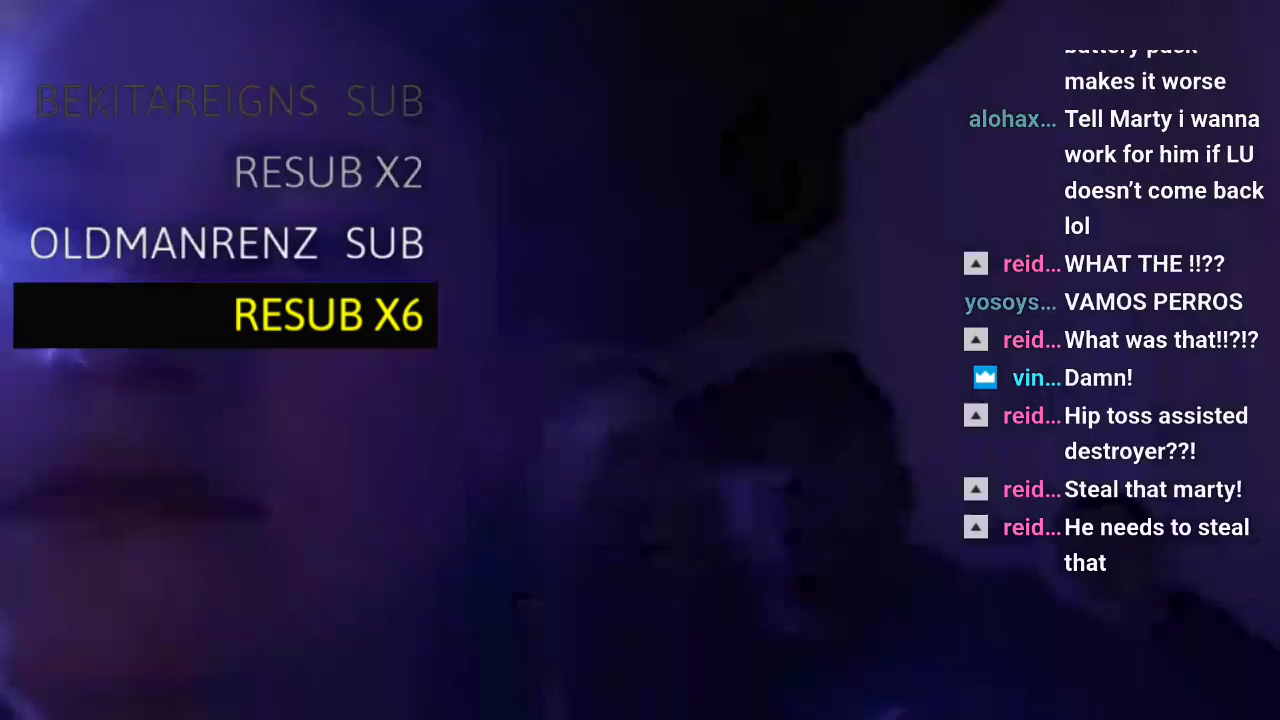 BEKITAREIGNS SUB
RESUB X2
OLDMANRENZ SUB
RESUB X6
battery pack
makes it worse
alohax… Tell Marty i wanna
work for him if LU
doesn’t come back
lol
reid… WHAT THE !!??
yosoys… VAMOS PERROS
reid… What was that!!?!?
vin… Damn!
reid… Hip toss assisted
destroyer??!
reid… Steal that marty!
reid… He needs to steal
that